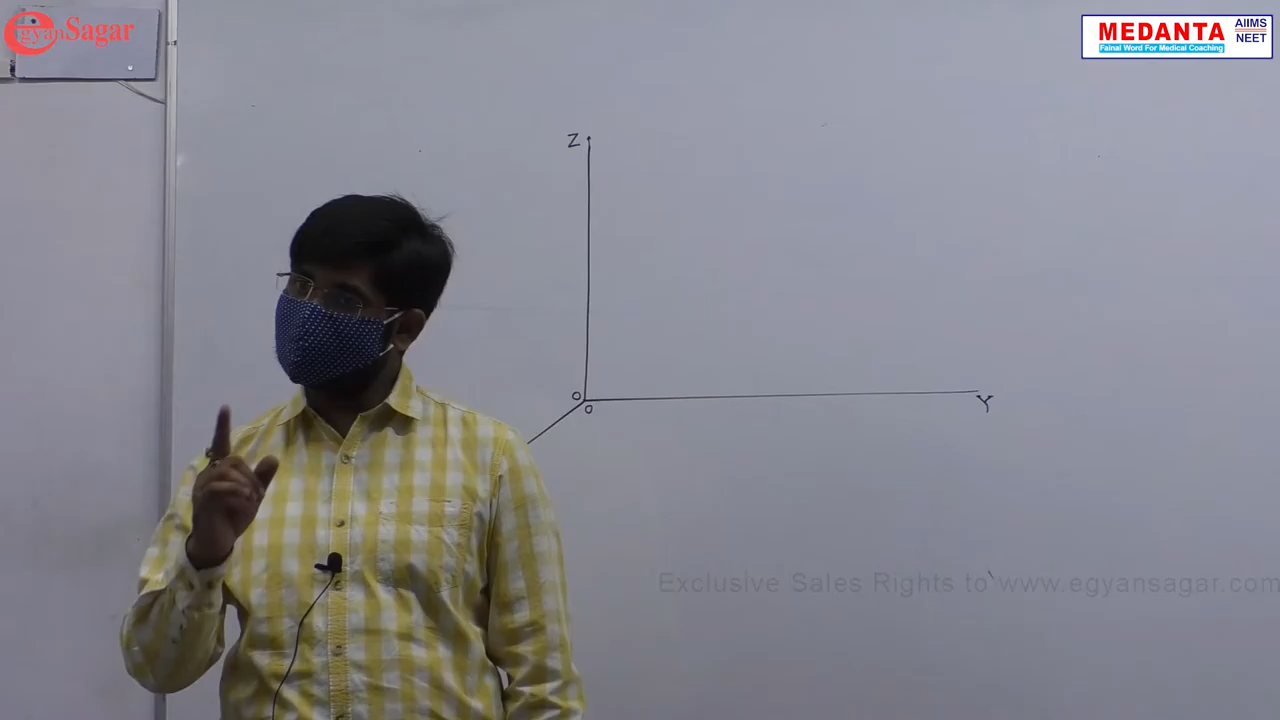 egyanSagar
MEDANTA
Fainal Word For Medical Coaching
AIIMS
NEET
Z
O
O
Y
Exclusive Sales Rights to www.egyansagar.com